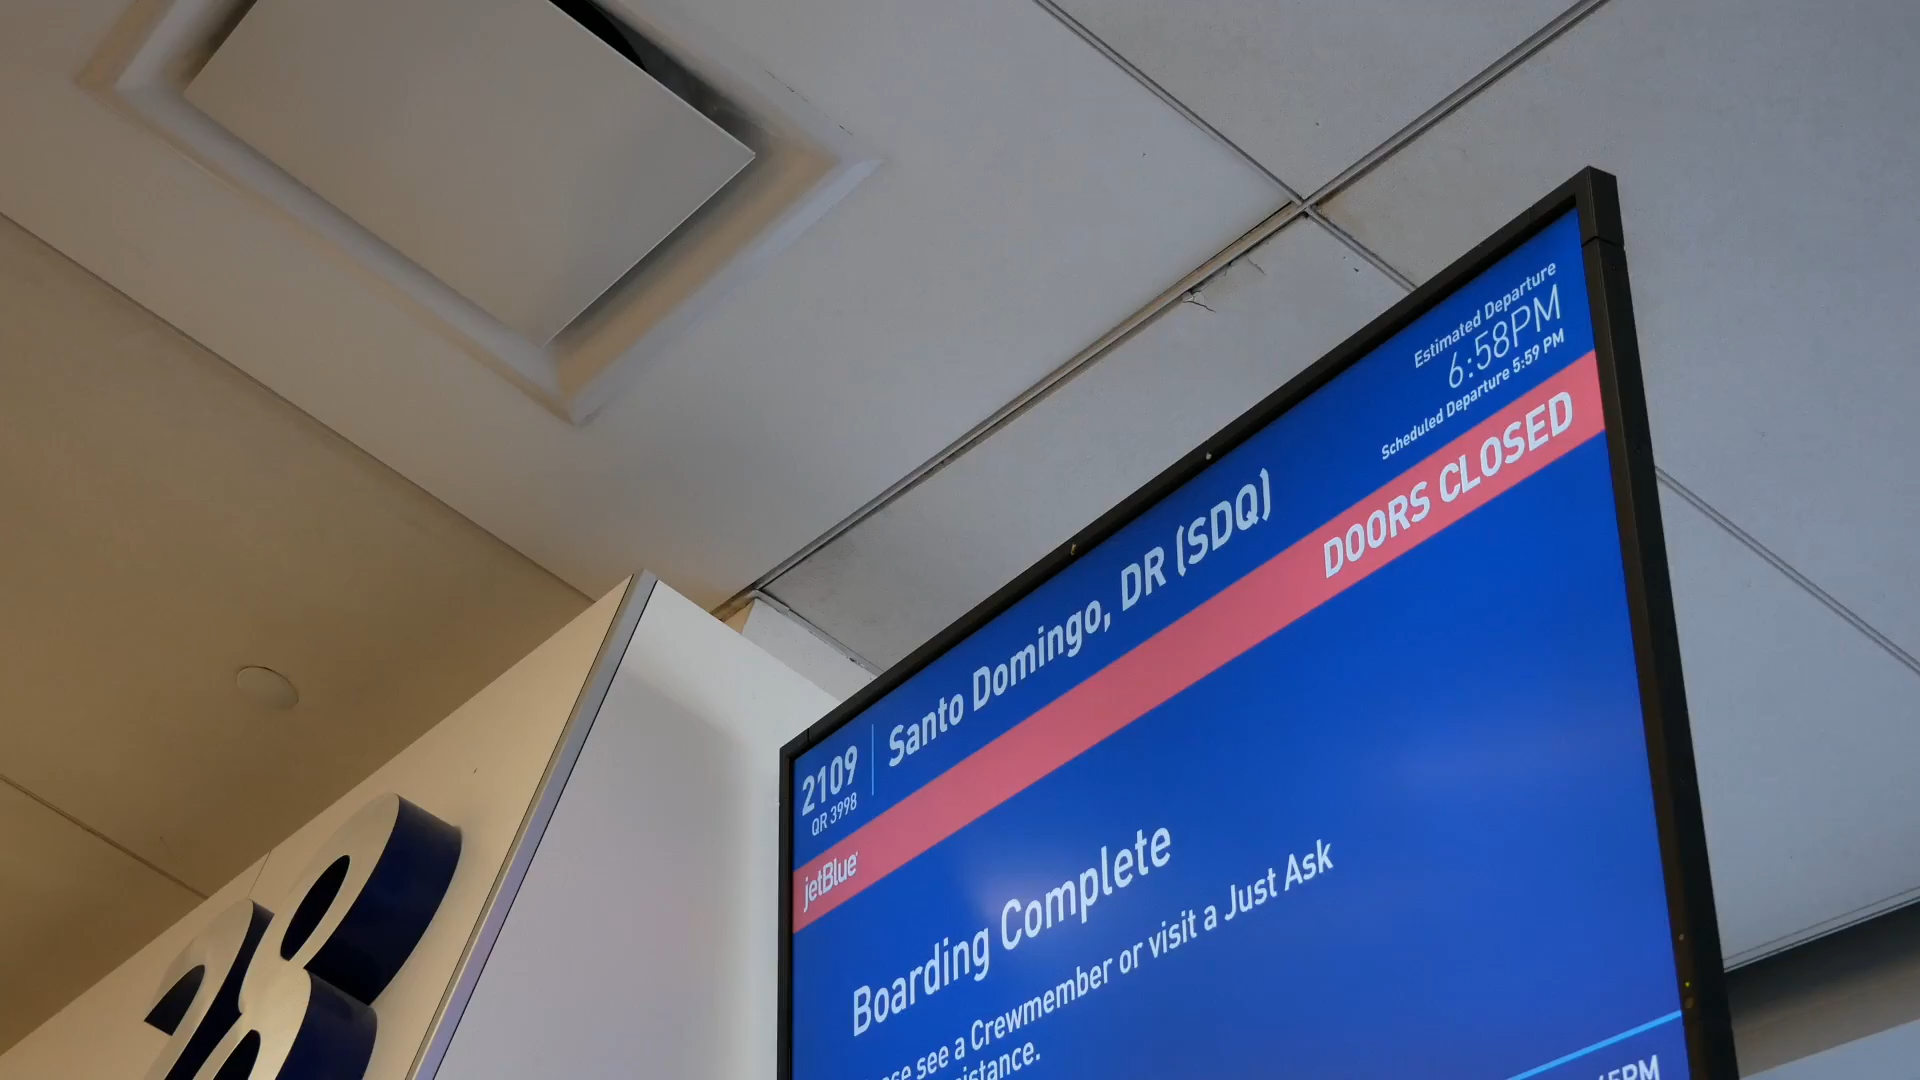 2109
QR 3998
Santo Domingo, DR (SDQ)
Estimated Departure
6:58PM
Scheduled Departure 5:59 PM
jetBlue
DOORS CLOSED
Boarding Complete
see a Crewmember or visit a Just Ask
PM